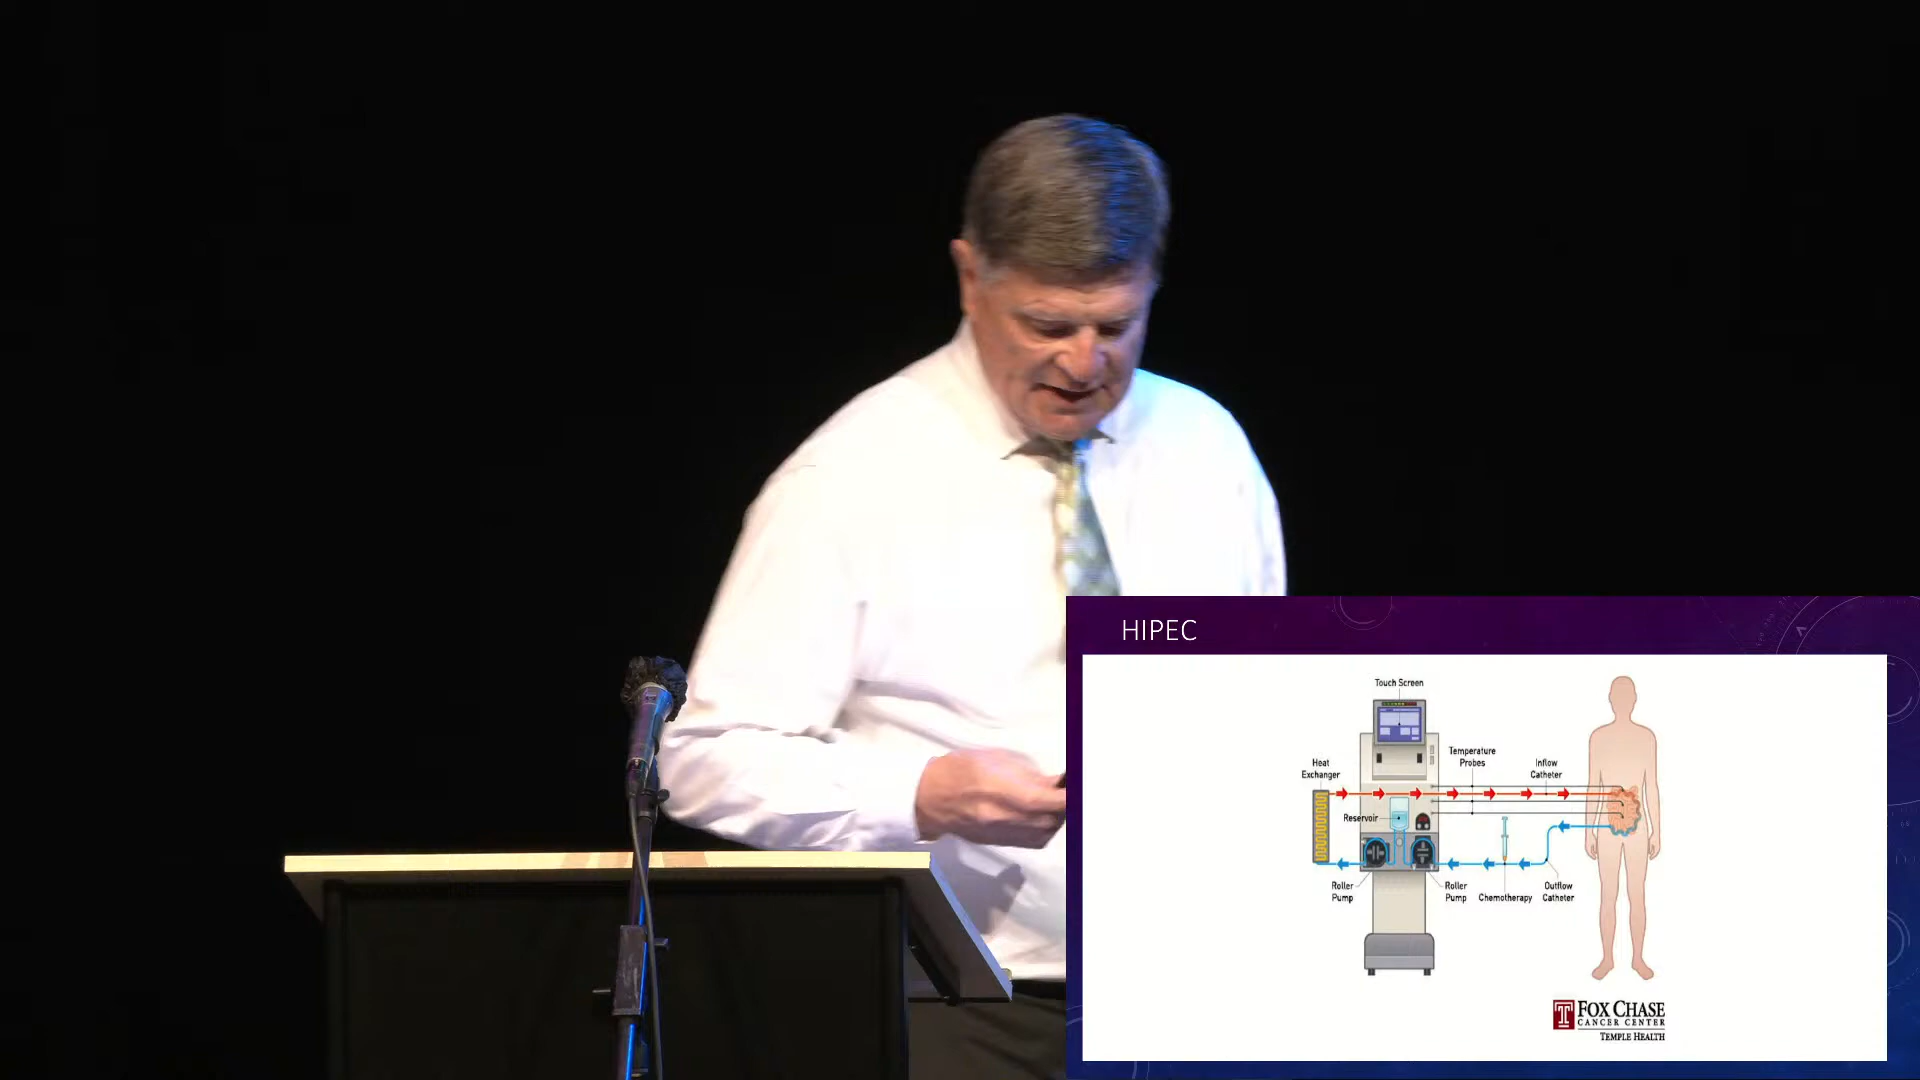 HIPEC
Touch Screen
Temperature
Probes
Heat
Exchanger
Inflow
Catheter
Reservoir
Roller
Pump
Roller
Pump
Chemotherapy
Outflow
Catheter
T
FOX CHASE
CANCER CENTER
TEMPLE HEALTH